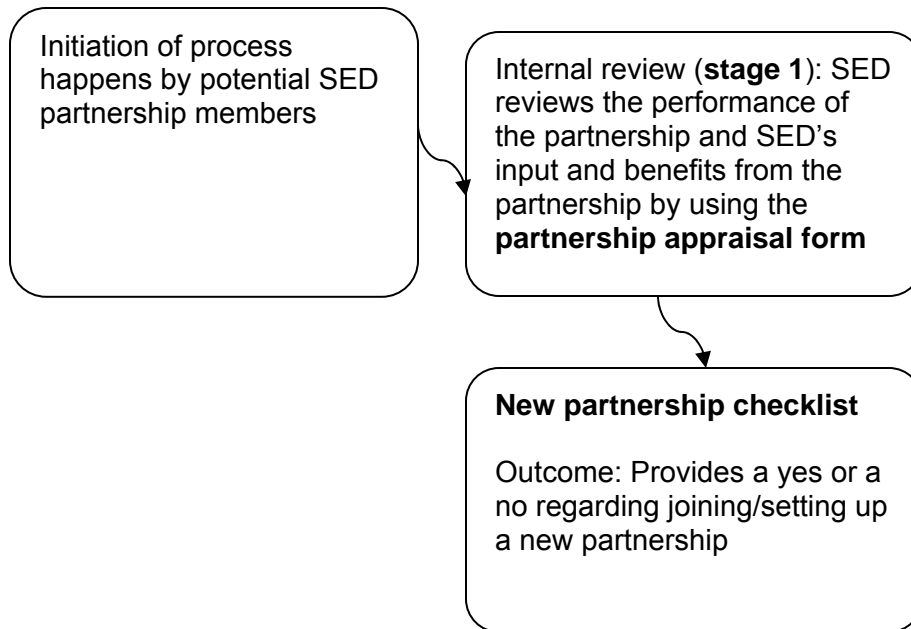 Initiation of process
happens by potential SED
partnership members
Internal review (stage 1): SED
reviews the performance of
the partnership and SED’s
input and benefits from the
partnership by using the
partnership appraisal form
New partnership checklist
Outcome: Provides a yes or a
no regarding joining/setting up
a new partnership